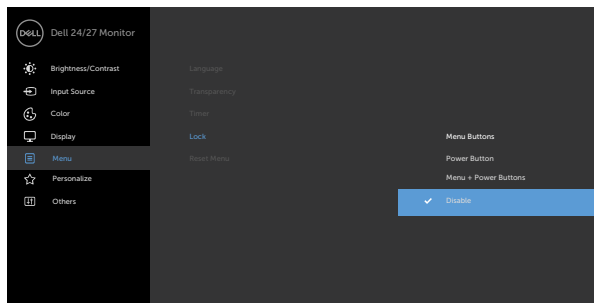 DELL Dell 24/27 Monitor
Brightness/Contrast
Input Source
Color
Display
Menu
Personalize
Others
Language
Transparency
Timer
Lock
Reset Menu
Menu Buttons
Power Button
Menu + Power Buttons
Disable